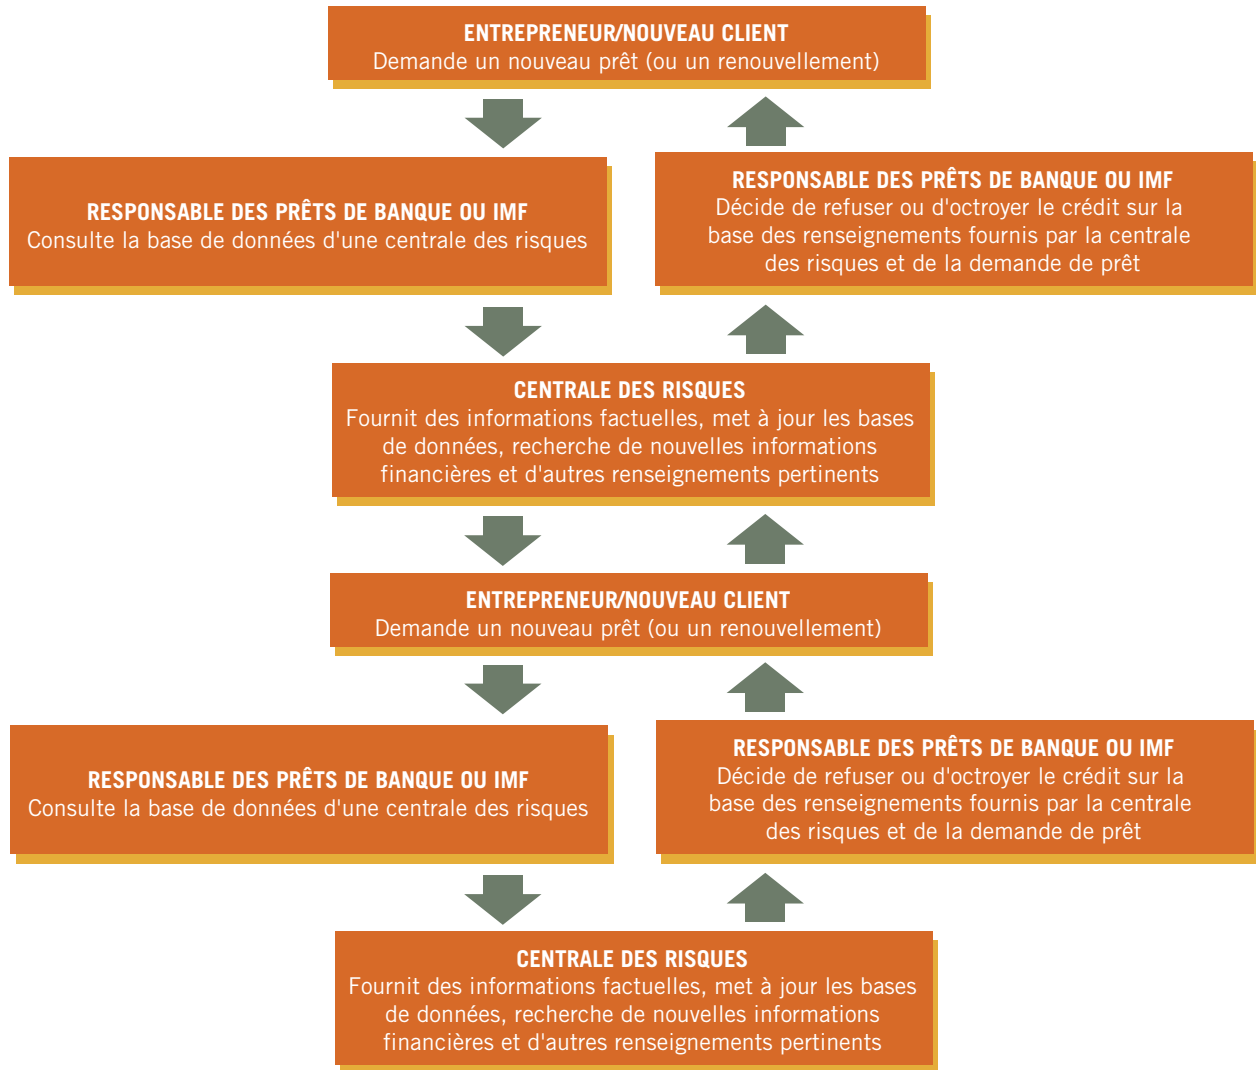 ENTREPRENEUR/NOUVEAU CLIENT
Demande un nouveau prêt (ou un renouvellement)
RESPONSABLE DES PRÊTS DE BANQUE OU IMF
Consulte la base de données d'une centrale des risques
RESPONSABLE DES PRÊTS DE BANQUE OU IMF
Décide de refuser ou d'octroyer le crédit sur la
base des renseignements fournis par la centrale
des risques et de la demande de prêt
CENTRALE DES RISQUES
Fournit des informations factuelles, met à jour les bases
de données, recherche de nouvelles informations
financières et d'autres renseignements pertinents
ENTREPRENEUR/NOUVEAU CLIENT
Demande un nouveau prêt (ou un renouvellement)
RESPONSABLE DES PRÊTS DE BANQUE OU IMF
Consulte la base de données d'une centrale des risques
RESPONSABLE DES PRÊTS DE BANQUE OU IMF
Décide de refuser ou d'octroyer le crédit sur la
base des renseignements fournis par la centrale
des risques et de la demande de prêt
CENTRALE DES RISQUES
Fournit des informations factuelles, met à jour les bases
de données, recherche de nouvelles informations
financières et d'autres renseignements pertinents